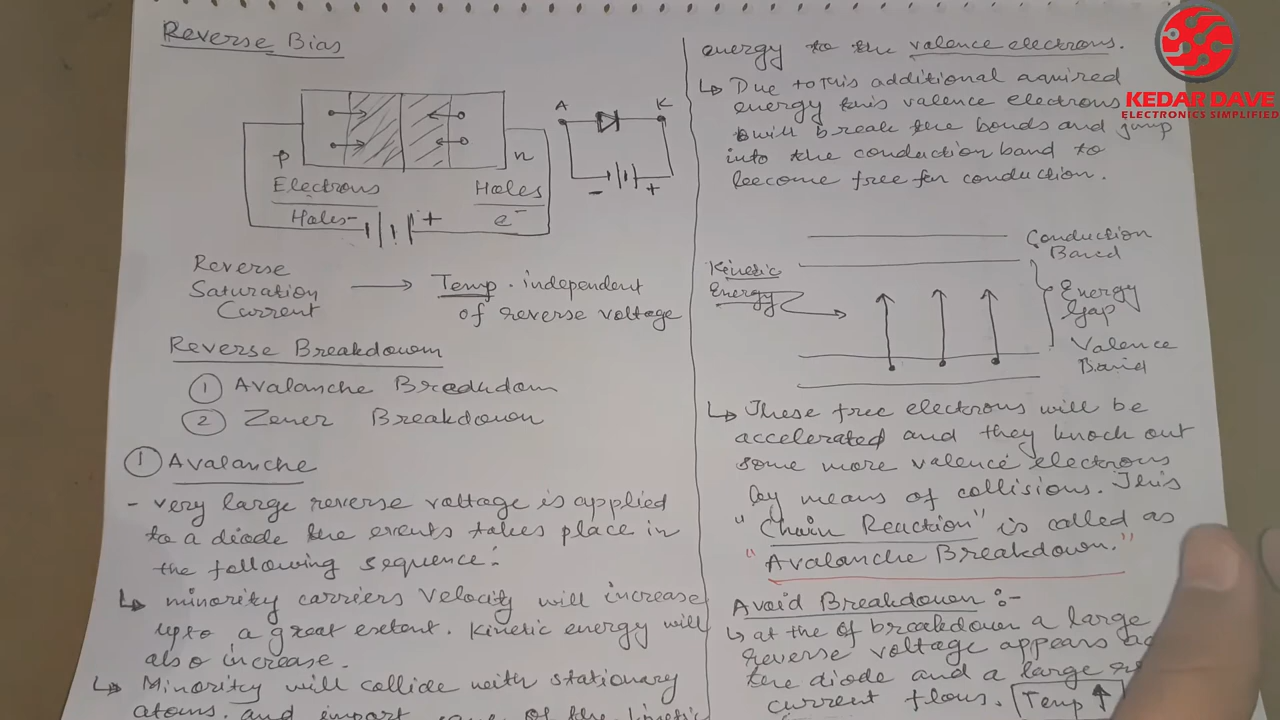 Reverse Bias
A
K
p
n
Electrons
Holes
Holes-
+
e-
-
+
Reverse
Saturation
Current
Temp. independent
of reverse voltage
Reverse Breakdown
1 Avalanche Breakdown
2 Zener Breakdown
1 Avalanche
- very large reverse voltage is applied
to a diode the events takes place in
the following sequence:
minority carriers velocity will increase
upto a great extent. Kinetic energy will
also increase.
Minority will collide with stationary
atoms. and impart some of the kinetic
energy to the valence electrons.
Due to this additional aquired
energy this valence electrons
will break the bonds and jump
into the conduction band to
become free for conduction.
Kinetic
Energy
Conduction
Band
Energy
Gap
Valence
Band
These free electrons will be
accelerated and they knock out
some more valence electrons
by means of collisions. This
"Chain Reaction" is called as
"Avalanche Breakdown."
Avoid Breakdown :-
at the of breakdown a large
reverse voltage appears
the diode and a large
current flows. Temp ↑
KEDAR DAVE
ELECTRONICS SIMPLIFIED